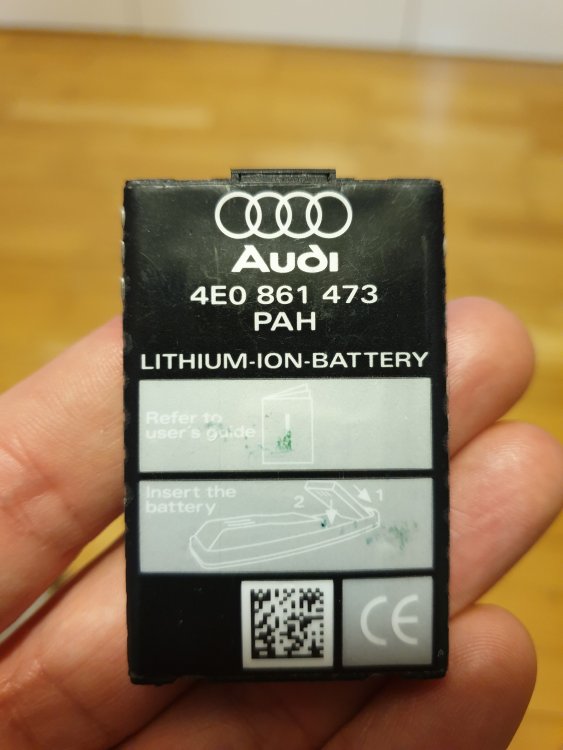 Audi
4E0 861 473
PAH
LITHIUM-ION-BATTERY
Refer to
user's guide
Insert the
battery
2
1
CE